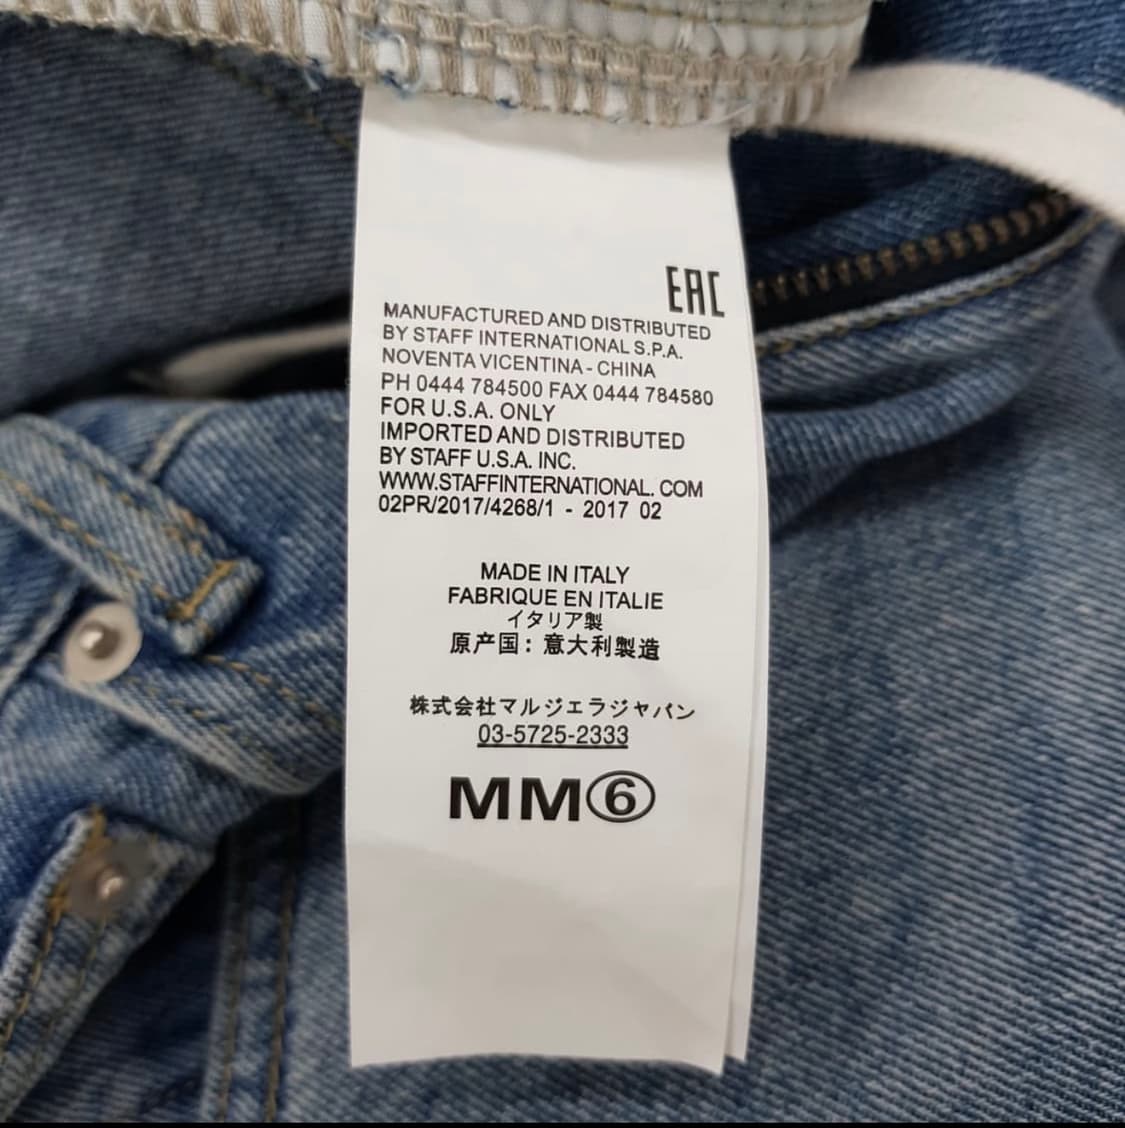 EAC
MANUFACTURED AND DISTRIBUTED
BY STAFF INTERNATIONAL S.P.A.
NOVENTA VICENTINA - CHINA
PH 0444 784500 FAX 0444 784580
FOR U.S.A. ONLY
IMPORTED AND DISTRIBUTED
BY STAFF U.S.A. INC.
WWW.STAFFINTERNATIONAL. COM
02PR/2017/4268/1 - 2017 02
MADE IN ITALY
FABRIQUE EN ITALIE
イタリア製
原产国：意大利製造
株式会社マルジェラジャパン
03-5725-2333
MM⑥